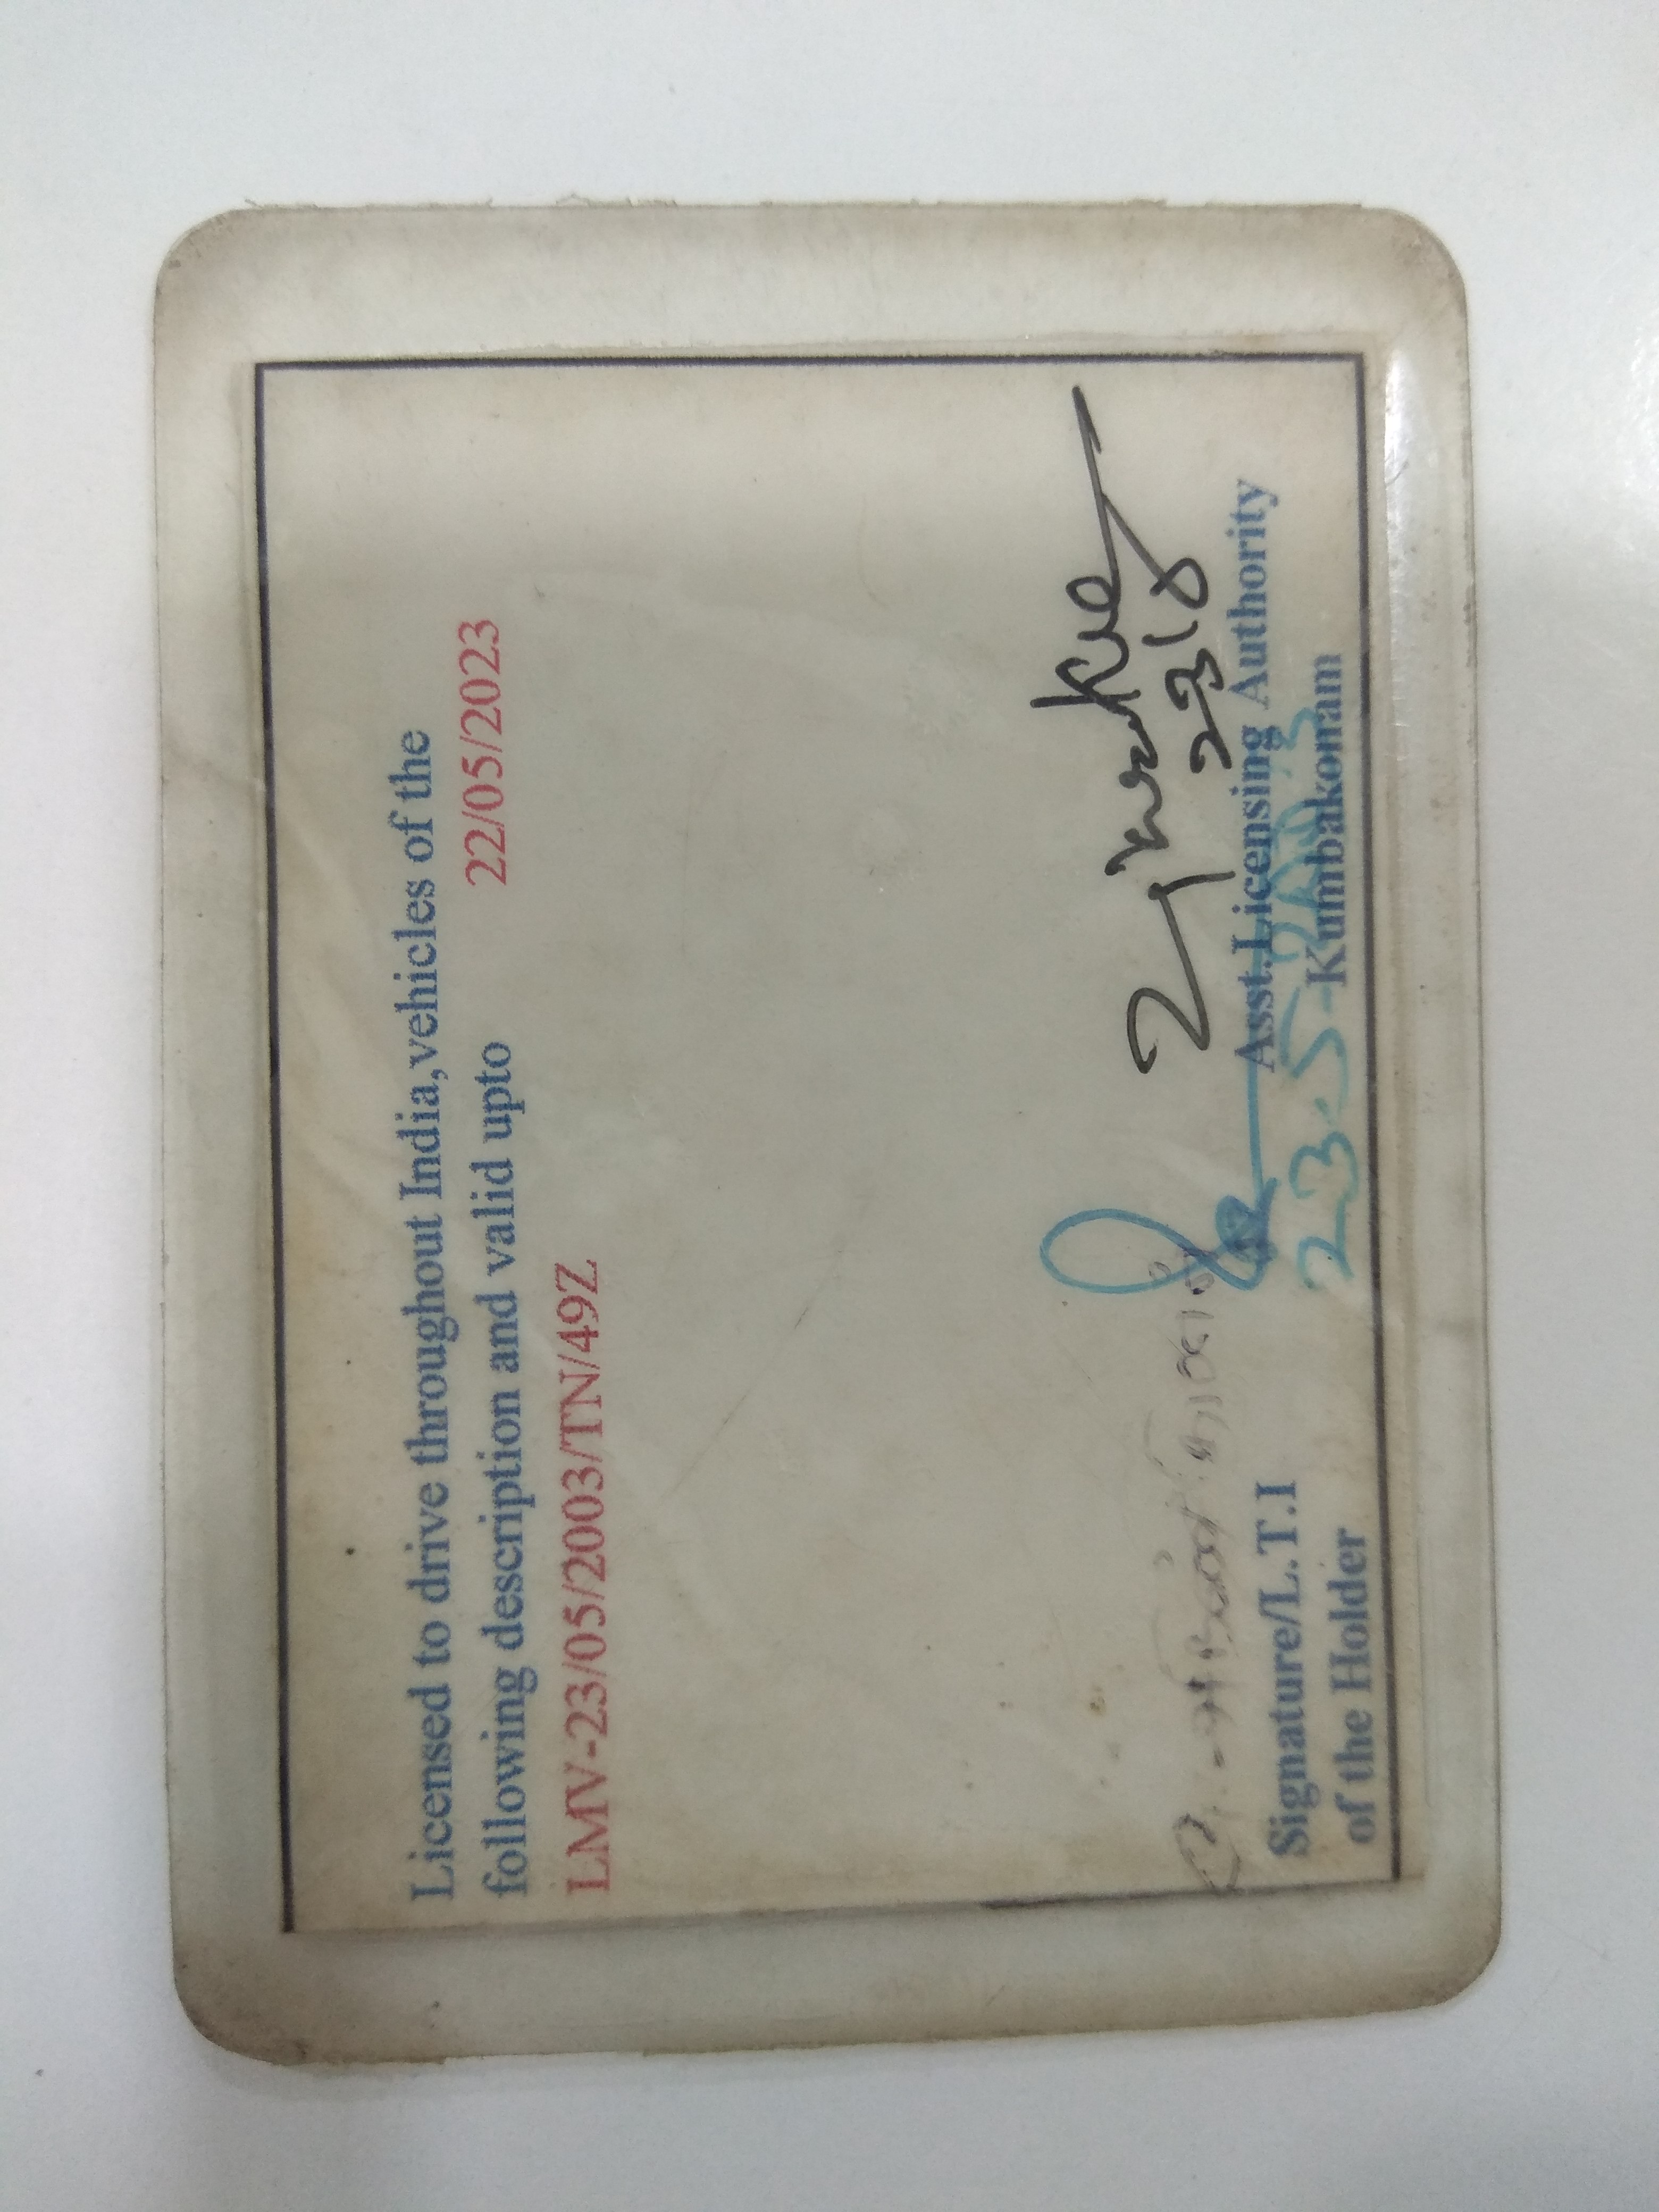 Licensed to drive throughout India,vehicles of the
following description and valid upto 22/05/2023
LMV-23/05/2003/TN/49Z
Signature/L.T.I
of the Holder
Asst.Licensing Authority
Kumbakonam
23-5-2003